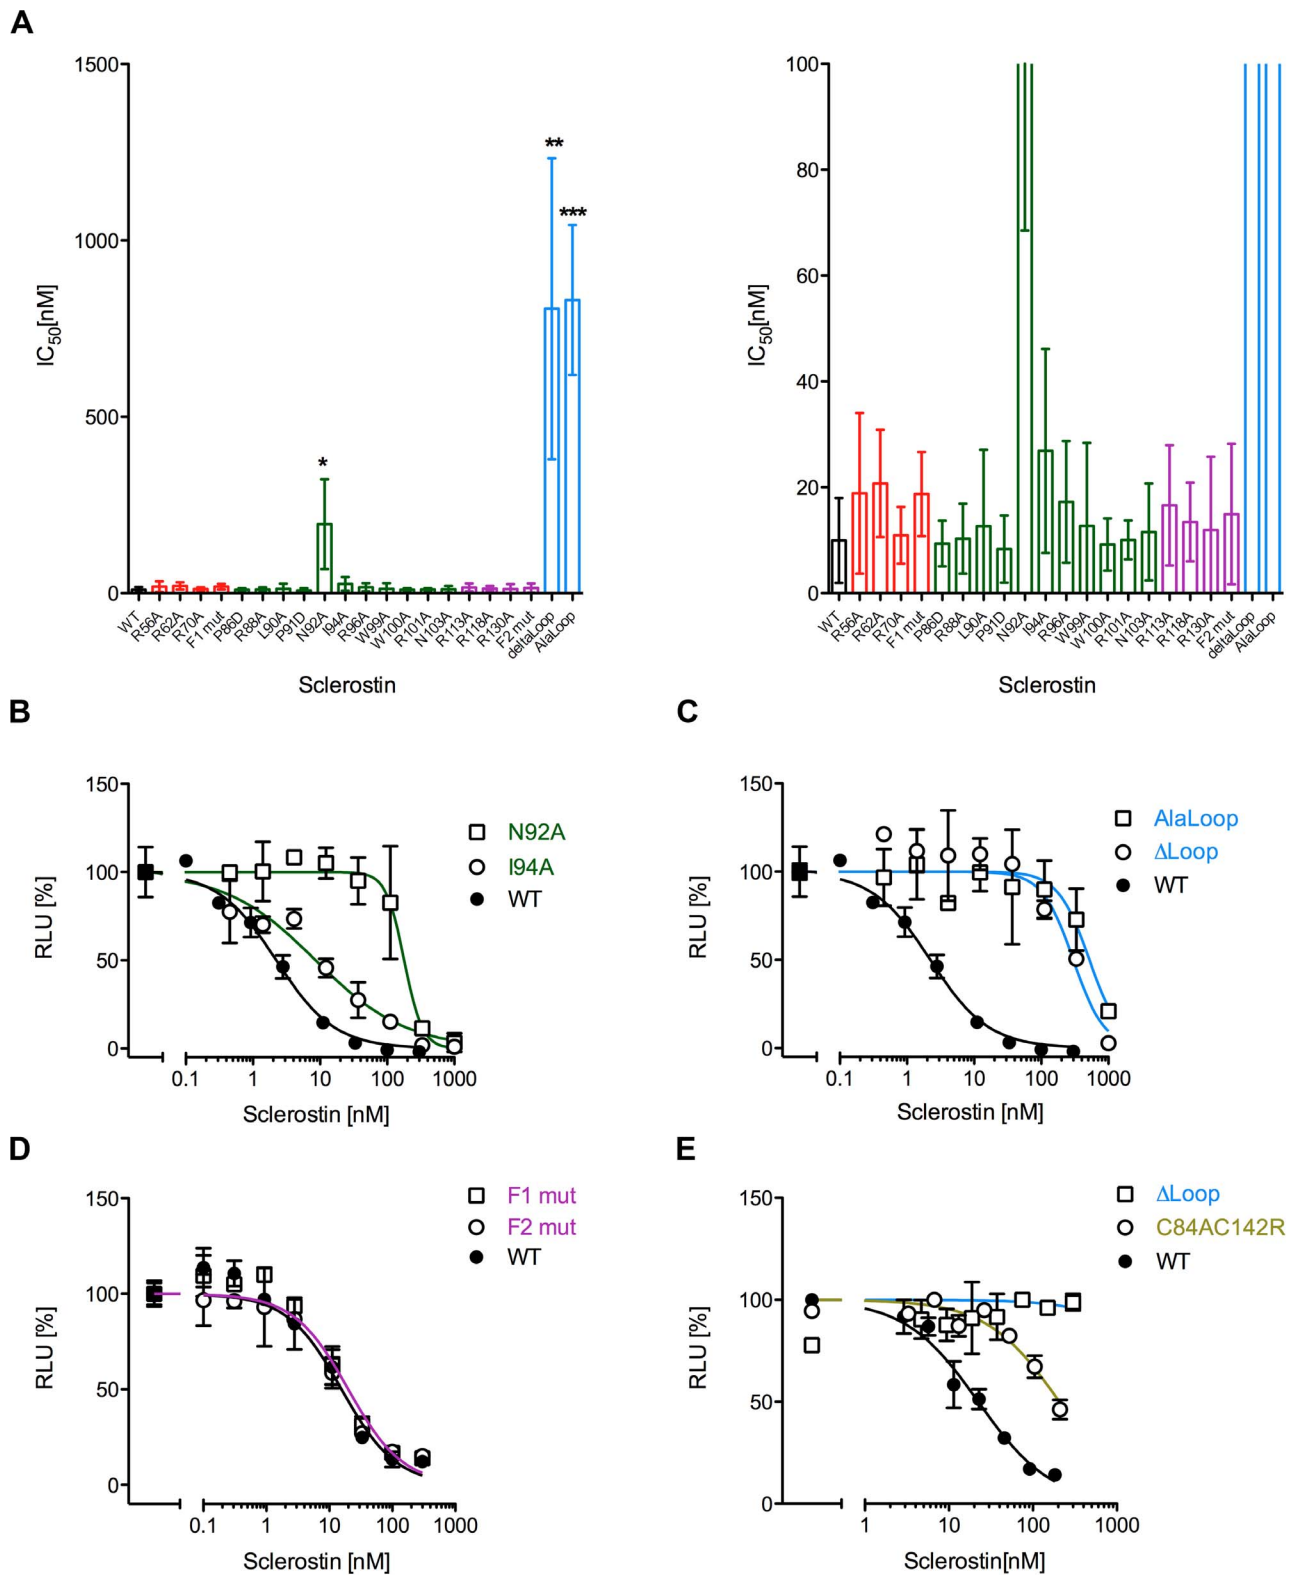 A
1500
1000
500
0
IC50[nM]
*
**
***
WT
R56A
R62A
R70A
F1 mut
P86D
R88A
L90A
P91D
N92A
I94A
R96A
W99A
W100A
R101A
N103A
R113A
R118A
R130A
F2 mut
deltaLoop
AlaLoop
Sclerostin
100
80
60
40
20
0
IC50[nM]
WT
R56A
R62A
R70A
F1 mut
P86D
R88A
L90A
P91D
N92A
I94A
R96A
W99A
W100A
R101A
N103A
R113A
R118A
R130A
F2 mut
deltaLoop
AlaLoop
Sclerostin
B
150
100
50
0
RLU [%]
N92A
I94A
WT
0.1 1 10 100 1000
Sclerostin [nM]
C
150
100
50
0
RLU [%]
AlaLoop
ΔLoop
WT
0.1 1 10 100 1000
Sclerostin [nM]
D
150
100
50
0
RLU [%]
F1 mut
F2 mut
WT
0.1 1 10 100 1000
Sclerostin [nM]
E
150
100
50
0
RLU [%]
ΔLoop
C84AC142R
WT
1 10 100 1000
Sclerostin[nM]